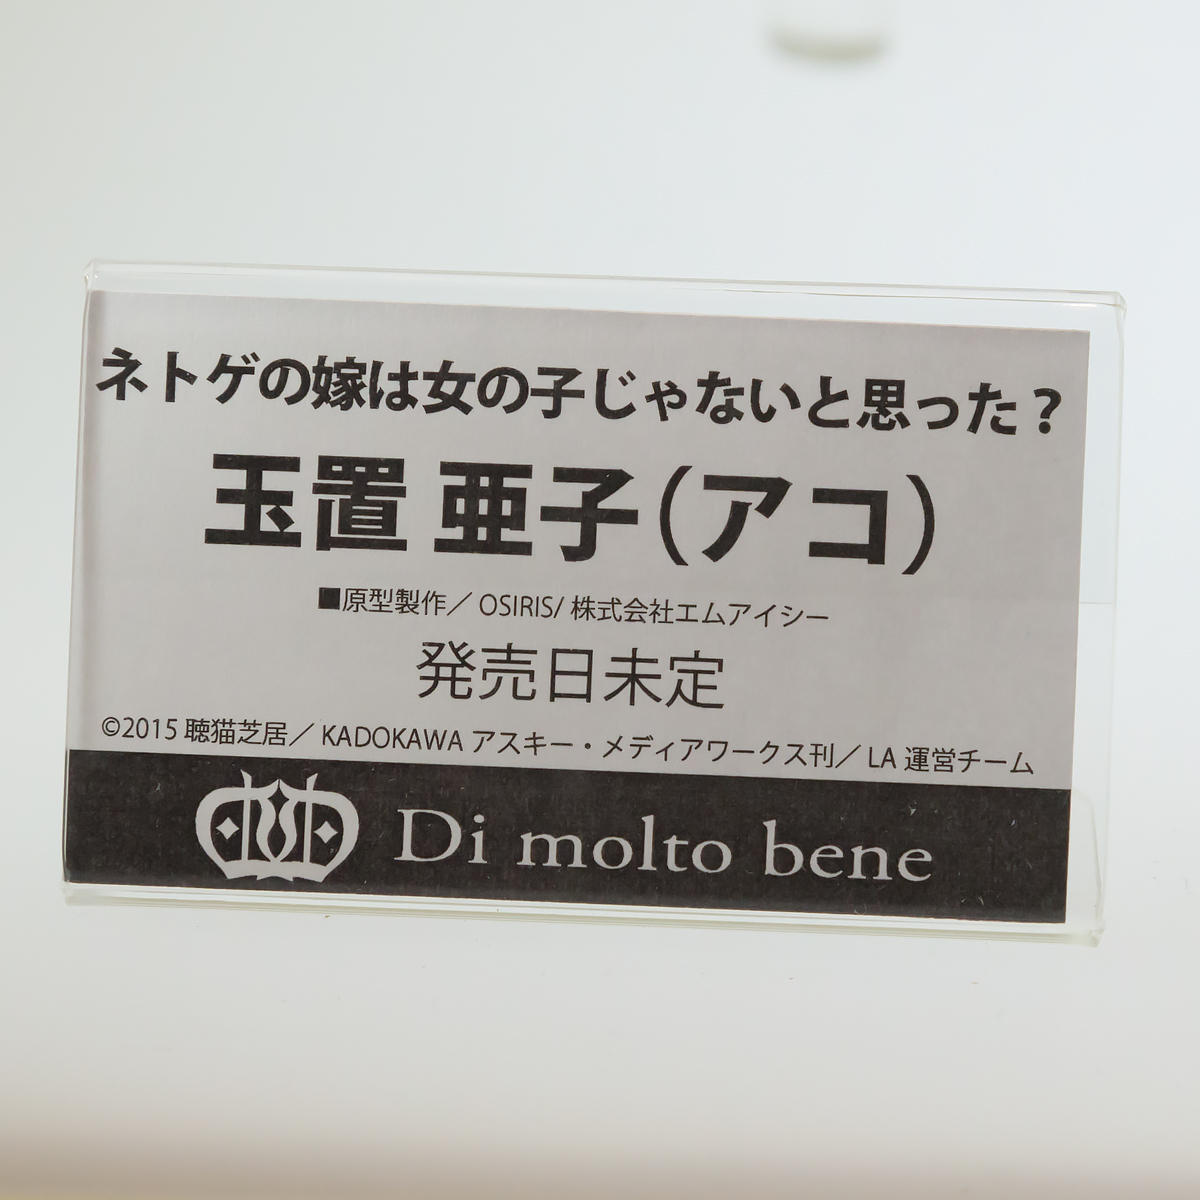 ネトゲの嫁は女の子じゃないと思った？
玉置 亜子（アコ）
■原型製作／ OSIRIS/ 株式会社エムアイシー
発売日未定
©2015 聴猫芝居／ KADOKAWA アスキー・メディアワークス刊／ LA 運営チーム
Di molto bene